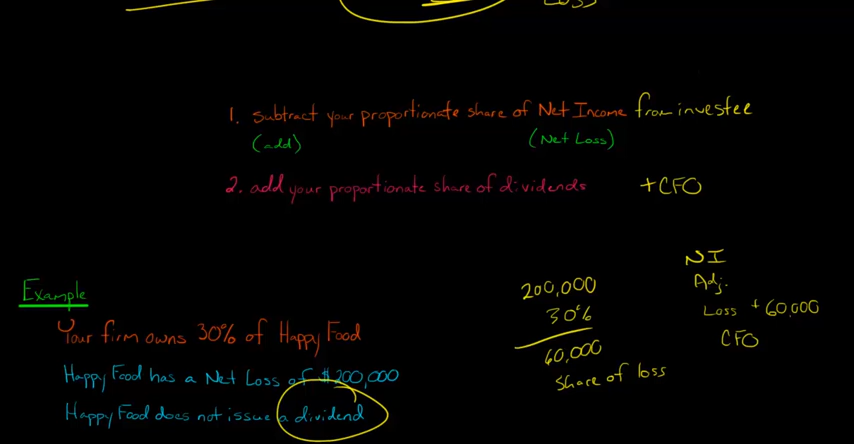 Loss
1. subtract your proportionate share of Net Income from investee
(add) (Net Loss)
2. add your proportionate share of dividends +CFO
Example
Your firm owns 30% of Happy Food
Happy Food has a Net Loss of $200,000
Happy Food does not issue a dividend
200,000
30%
60,000
Share of loss
NI
Adj.
Loss +60,000
CFO